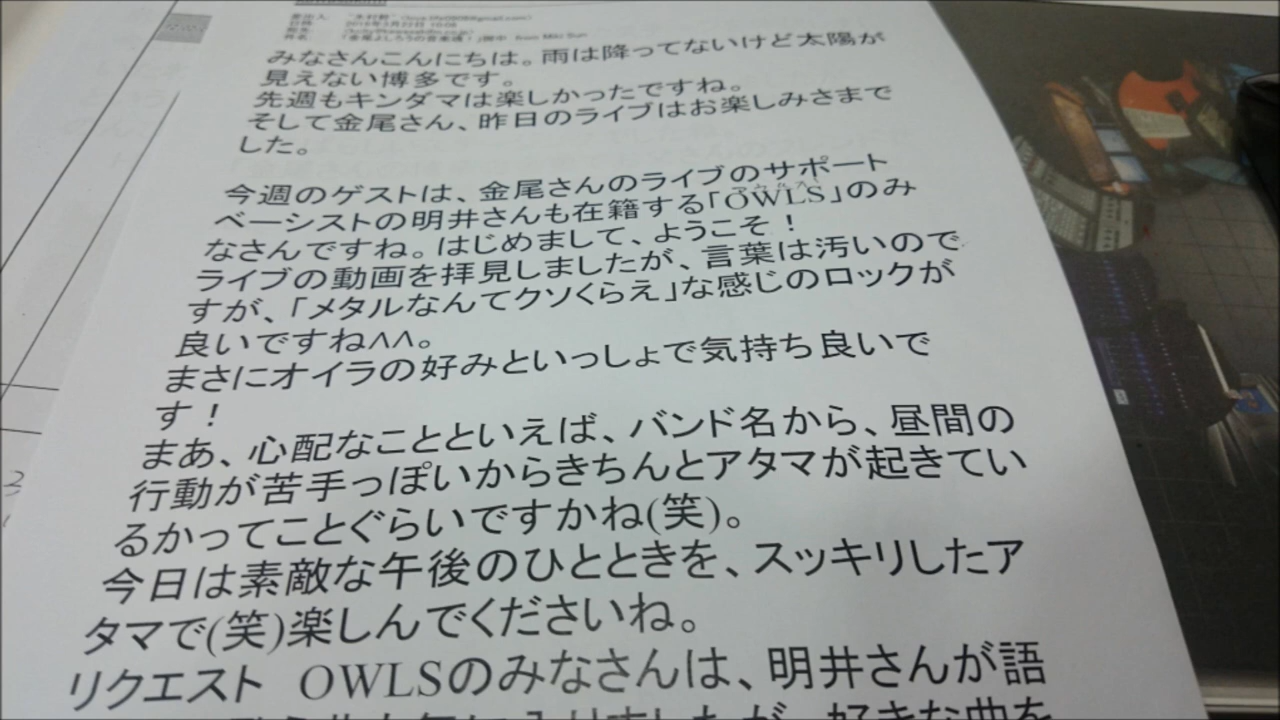 みなさんこんにちは。雨は降ってないけど太陽が
見えない博多です。
先週もキンダマは楽しかったですね。
そして金尾さん、昨日のライブはお楽しみさまで
した。
今週のゲストは、金尾さんのライブのサポート
ベーシストの明井さんも在籍する「OWLS」のみ
なさんですね。はじめまして、ようこそ！
ライブの動画を拝見しましたが、言葉は汚いので
すが、「メタルなんてクソくらえ」な感じのロックが
良いですね^^。
まさにオイラの好みといっしょで気持ち良いで
す！
まあ、心配なことといえば、バンド名から、昼間の
行動が苦手っぽいからきちんとアタマが起きてい
るかってことぐらいですかね(笑)。
今日は素敵な午後のひとときを、スッキリしたア
タマで(笑)楽しんでくださいね。
リクエスト OWLSのみなさんは、明井さんが語